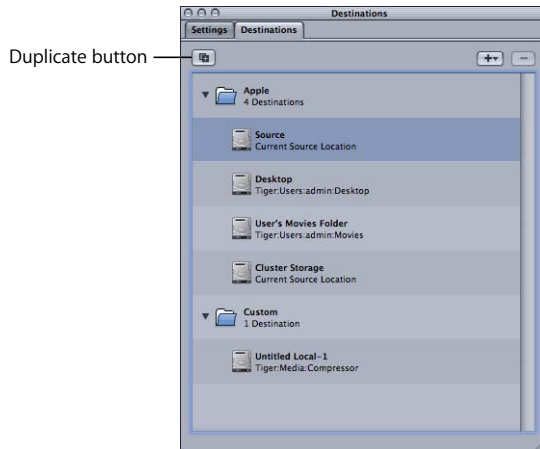 Destinations
Settings Destinations
Duplicate button
Apple
4 Destinations
Source
Current Source Location
Desktop
Tiger:Users:admin:Desktop
User's Movies Folder
Tiger:Users:admin:Movies
Cluster Storage
Current Source Location
Custom
1 Destination
Untitled Local-1
Tiger:Media:Compressor